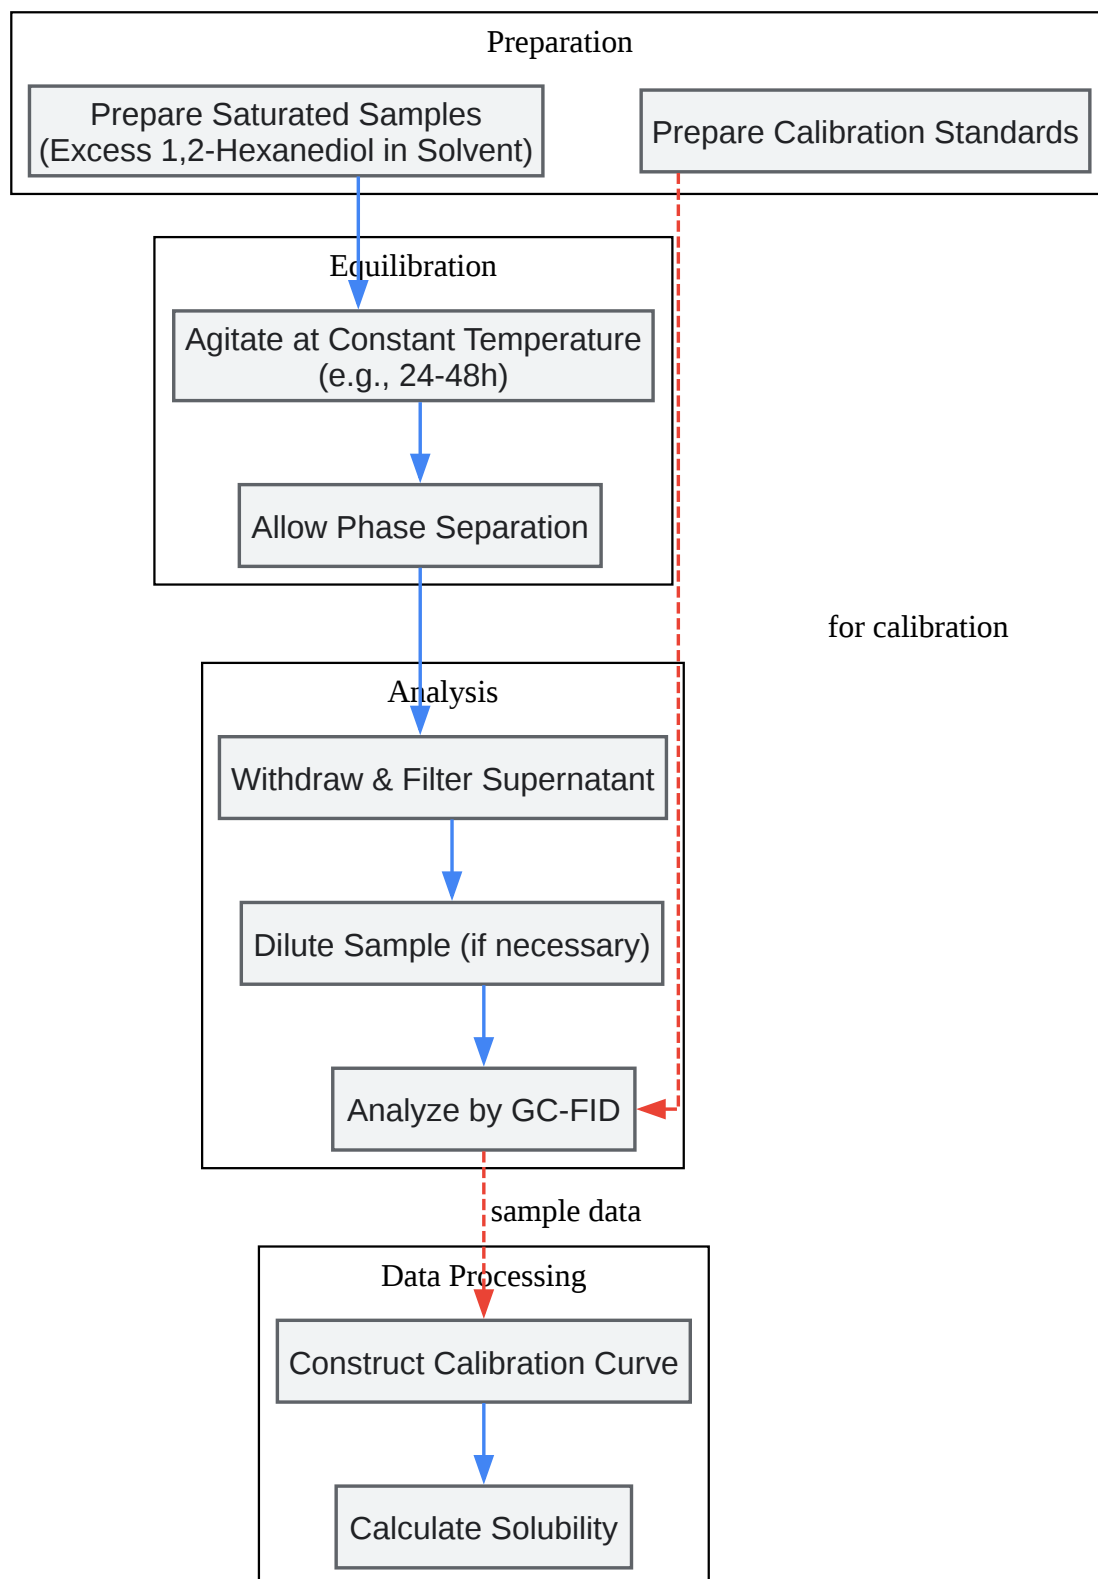 Preparation
Prepare Saturated Samples
(Excess 1,2-Hexanediol in Solvent)
Prepare Calibration Standards
Equilibration
Agitate at Constant Temperature
(e.g., 24-48h)
Allow Phase Separation
for calibration
Analysis
Withdraw & Filter Supernatant
Dilute Sample (if necessary)
Analyze by GC-FID
sample data
Data Processing
Construct Calibration Curve
Calculate Solubility